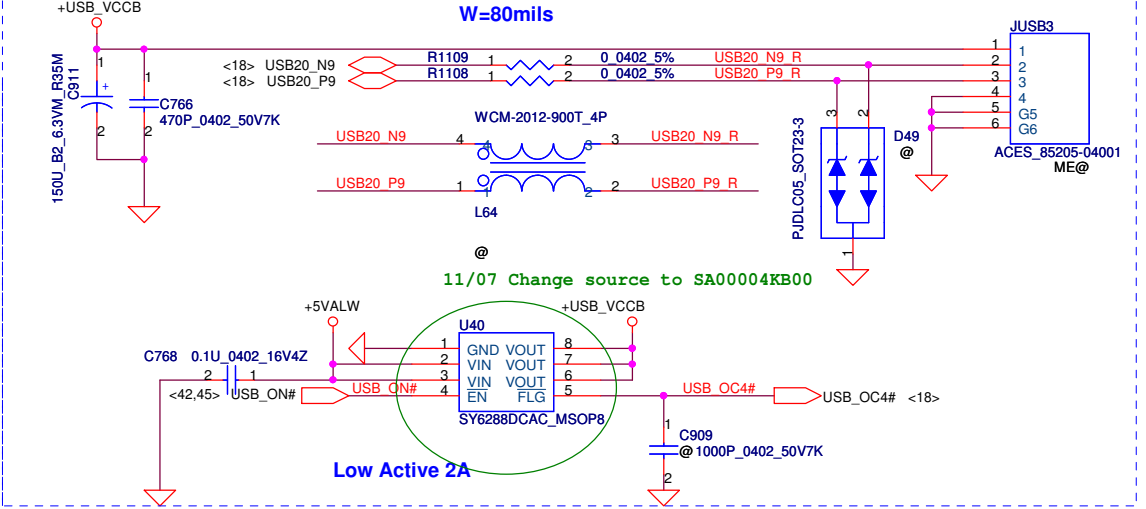 +USB_VCCB
W=80mils
JUSB3
1
1
2
2
3
3
4
4
5
G5
6
G6
ACES_85205-04001
ME@
<18> USB20_N9
R1109
1
2
0_0402_5%
USB20_N9_R
<18> USB20_P9
R1108
1
2
0_0402_5%
USB20_P9_R
150U_B2_6.3VM_R35M
C911
1
+
2
1
C766
470P_0402_50V7K
2
WCM-2012-900T_4P
USB20_N9
4
4
3
3
USB20_N9_R
USB20_P9
1
1
2
2
USB20_P9_R
L64
@
3
2
D49
@
PJDLC05_SOT23-3
1
11/07 Change source to SA00004KB00
+5VALW
+USB_VCCB
U40
1
GND VOUT
8
2
VIN VOUT
7
3
VIN VOUT
6
4
EN FLG
5
SY6288DCAC_MSOP8
C768 0.1U_0402_16V4Z
2
1
<42,45> USB_ON#
USB_ON#
USB_OC4#
USB_OC4# <18>
1
C909
@ 1000P_0402_50V7K
2
Low Active 2A